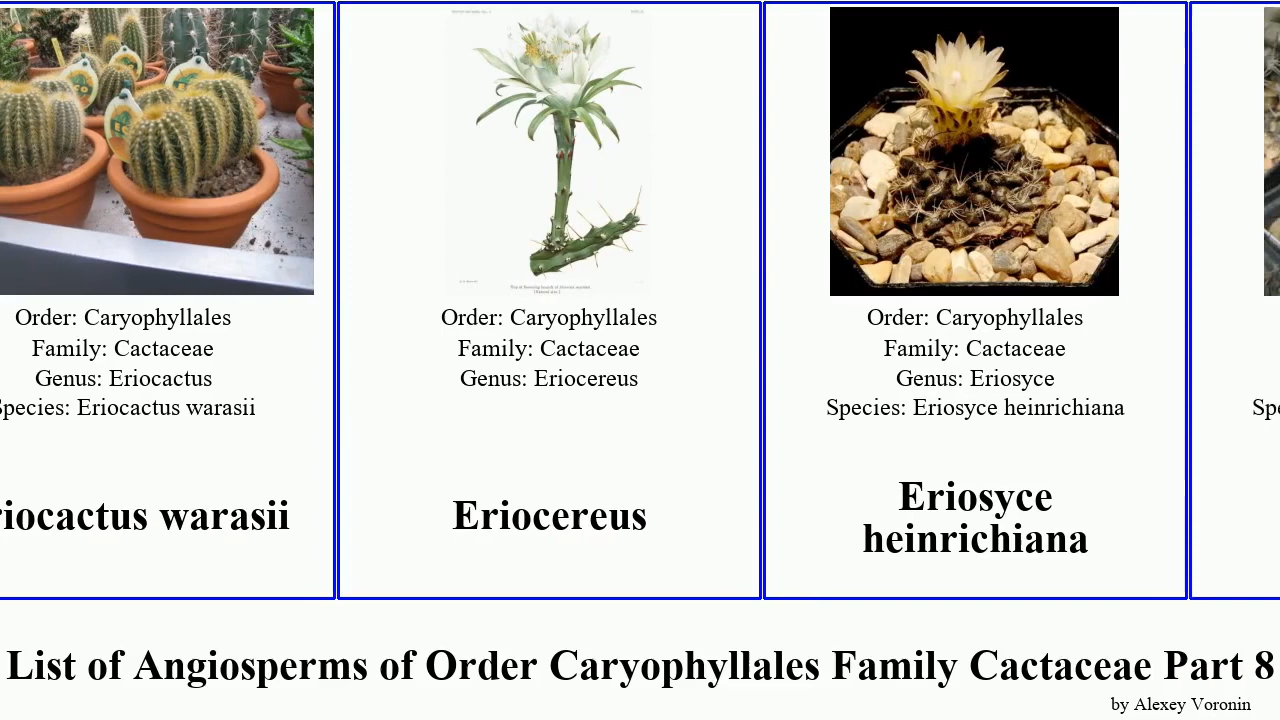 Order: Caryophyllales
Family: Cactaceae
Genus: Eriocactus
Species: Eriocactus warasii
riocactus warasii
Order: Caryophyllales
Family: Cactaceae
Genus: Eriocereus
Eriocereus
Order: Caryophyllales
Family: Cactaceae
Genus: Eriosyce
Species: Eriosyce heinrichiana
Eriosyce
heinrichiana
Spe
List of Angiosperms of Order Caryophyllales Family Cactaceae Part 8
by Alexey Voronin